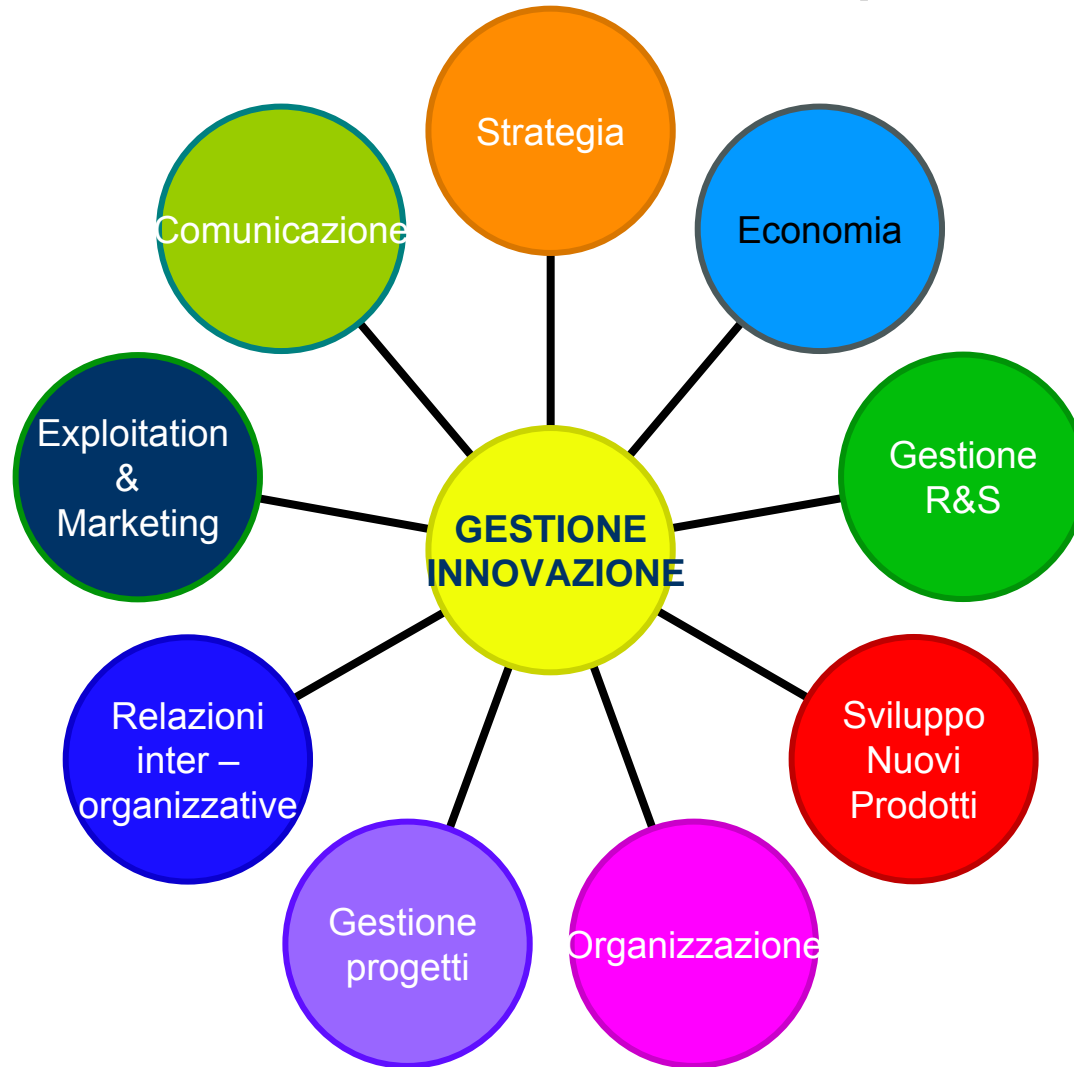 Strategia
Economia
Gestione
R&S
Sviluppo
Nuovi
Prodotti
Organizzazione
Gestione
progetti
Relazioni
inter –
organizzative
Exploitation
&
Marketing
Comunicazione
GESTIONE
INNOVAZIONE